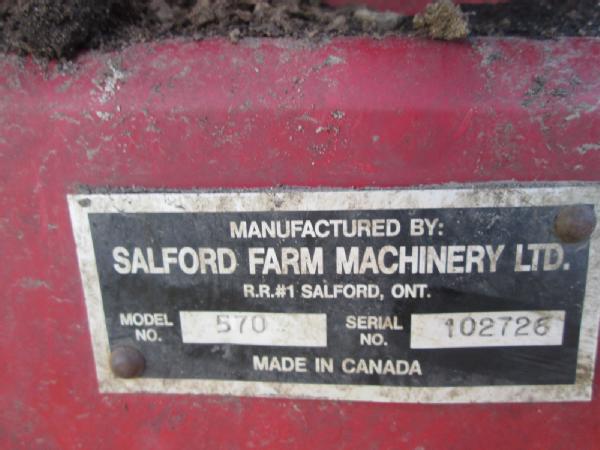 MANUFACTURED BY:
SALFORD FARM MACHINERY LTD.
R.R.#1 SALFORD, ONT.
MODEL NO. 570 SERIAL NO. 102726
MADE IN CANADA